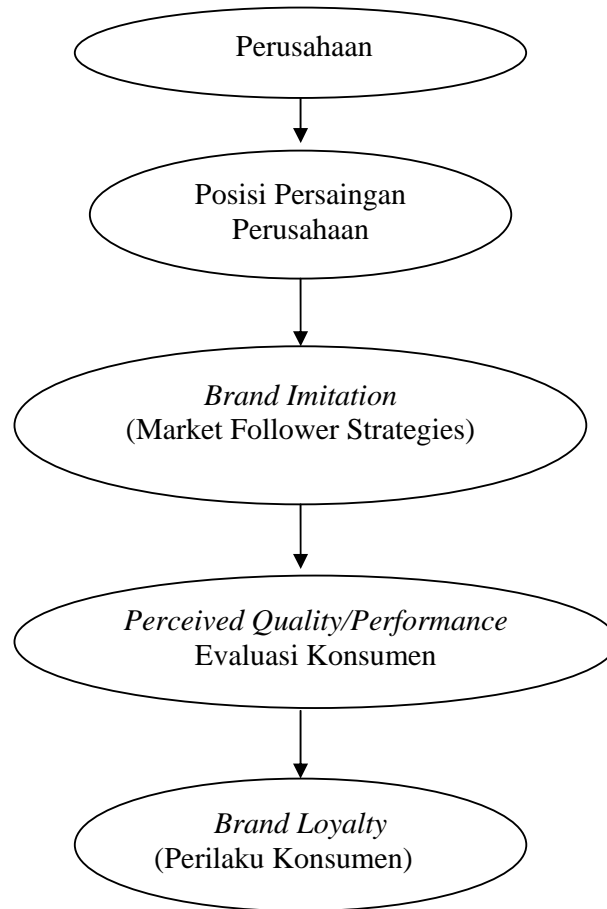 Perusahaan
Posisi Persaingan
Perusahaan
Brand Imitation
(Market Follower Strategies)
Perceived Quality/Performance
Evaluasi Konsumen
Brand Loyalty
(Perilaku Konsumen)